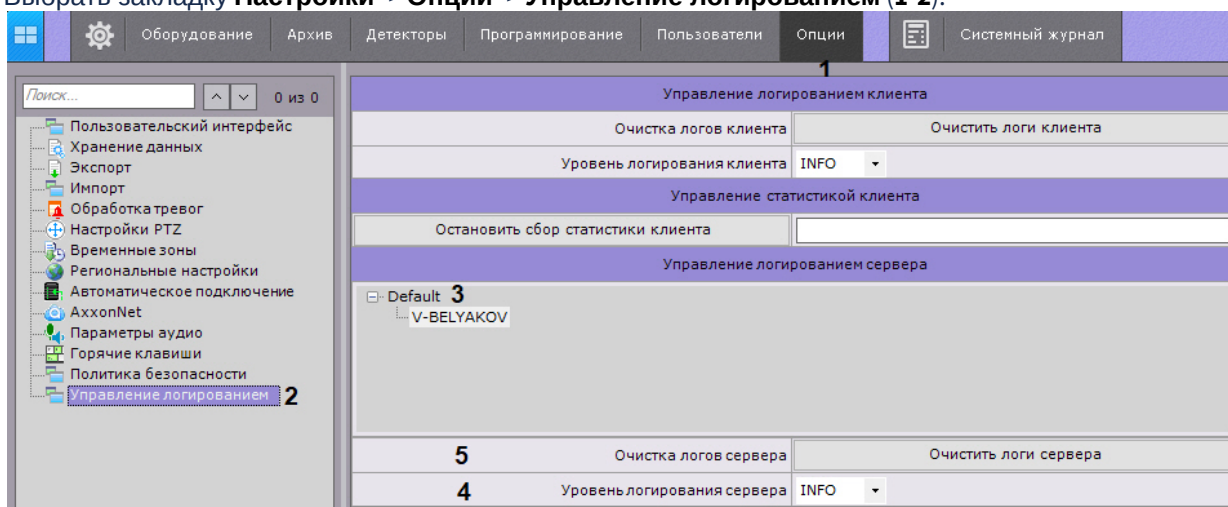 Выбрать закладку Настройки -> Опции -> Управление логированием (1-2).
Оборудование Архив Детекторы Программирование Пользователи Опции Системный журнал
1
Поиск... 0 из 0
Пользовательский интерфейс
Хранение данных
Экспорт
Импорт
Обработка тревог
Настройки PTZ
Временные зоны
Региональные настройки
Автоматическое подключение
AxxonNet
Параметры аудио
Горячие клавиши
Политика безопасности
Управление логированием 2
Управление логированием клиента
Очистка логов клиента Очистить логи клиента
Уровень логирования клиента INFO
Управление статистикой клиента
Остановить сбор статистики клиента
Управление логированием сервера
Default 3
V-BELYAKOV
5 Очистка логов сервера Очистить логи сервера
4 Уровень логирования сервера INFO